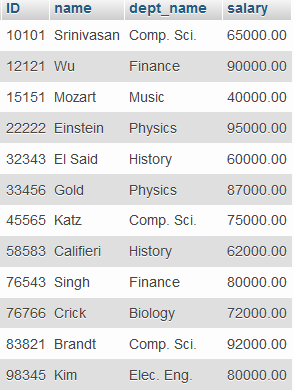 ID name dept_name salary
10101 Srinivasan Comp. Sci. 65000.00
12121 Wu Finance 90000.00
15151 Mozart Music 40000.00
22222 Einstein Physics 95000.00
32343 El Said History 60000.00
33456 Gold Physics 87000.00
45565 Katz Comp. Sci. 75000.00
58583 Califieri History 62000.00
76543 Singh Finance 80000.00
76766 Crick Biology 72000.00
83821 Brandt Comp. Sci. 92000.00
98345 Kim Elec. Eng. 80000.00